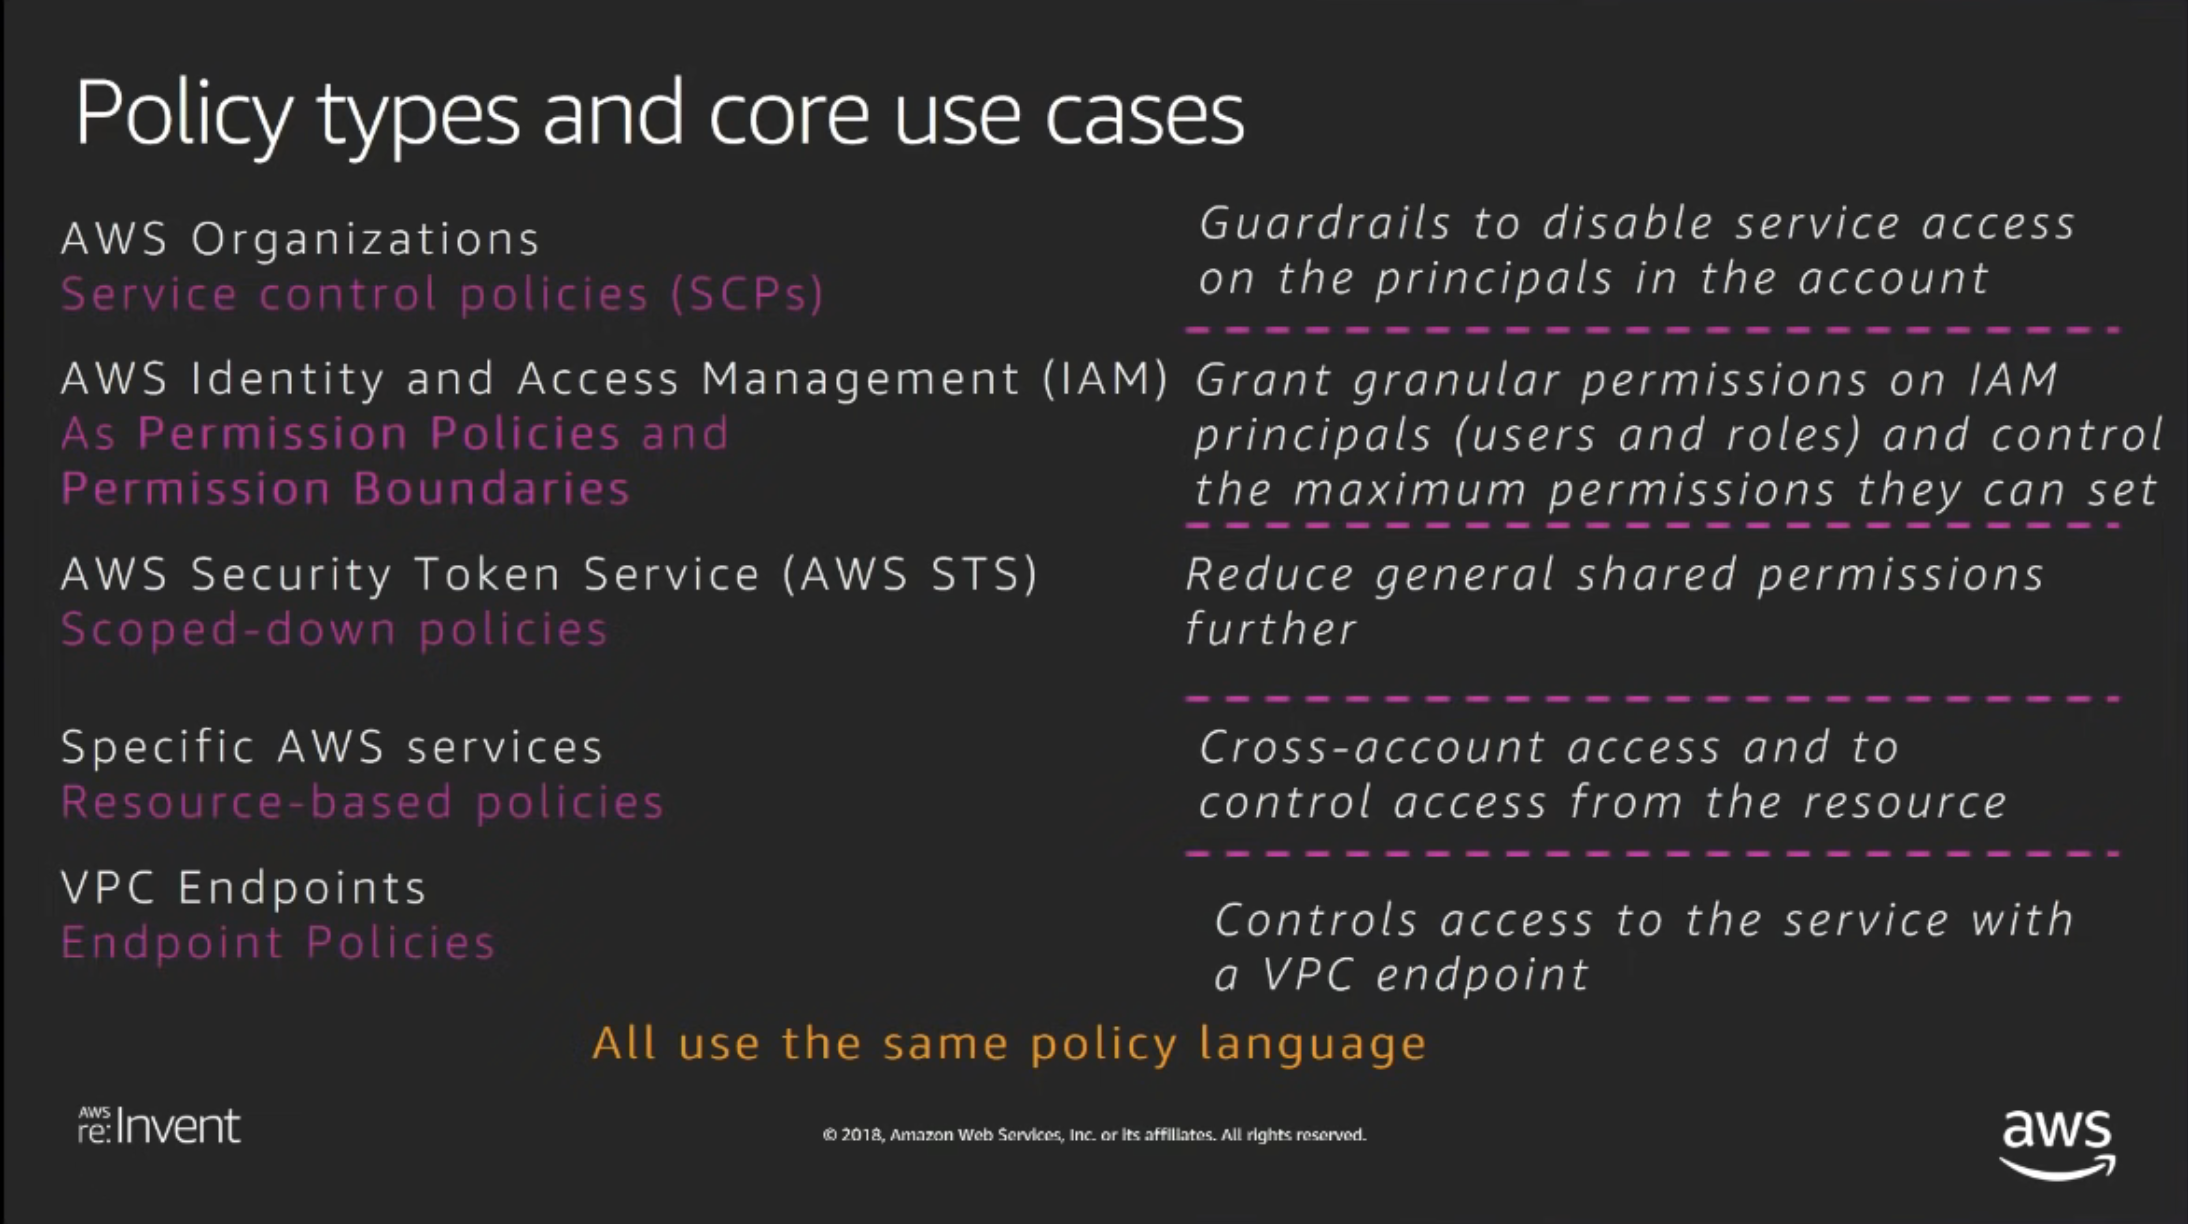 Policy types and core use cases
AWS Organizations
Service control policies (SCPs)
Guardrails to disable service access
on the principals in the account
AWS Identity and Access Management (IAM)
As Permission Policies and
Permission Boundaries
Grant granular permissions on IAM
principals (users and roles) and control
the maximum permissions they can set
AWS Security Token Service (AWS STS)
Scoped-down policies
Reduce general shared permissions
further
Specific AWS services
Resource-based policies
Cross-account access and to
control access from the resource
VPC Endpoints
Endpoint Policies
Controls access to the service with
a VPC endpoint
All use the same policy language
AWS
re:Invent
© 2018, Amazon Web Services, Inc. or its affiliates. All rights reserved.
aws